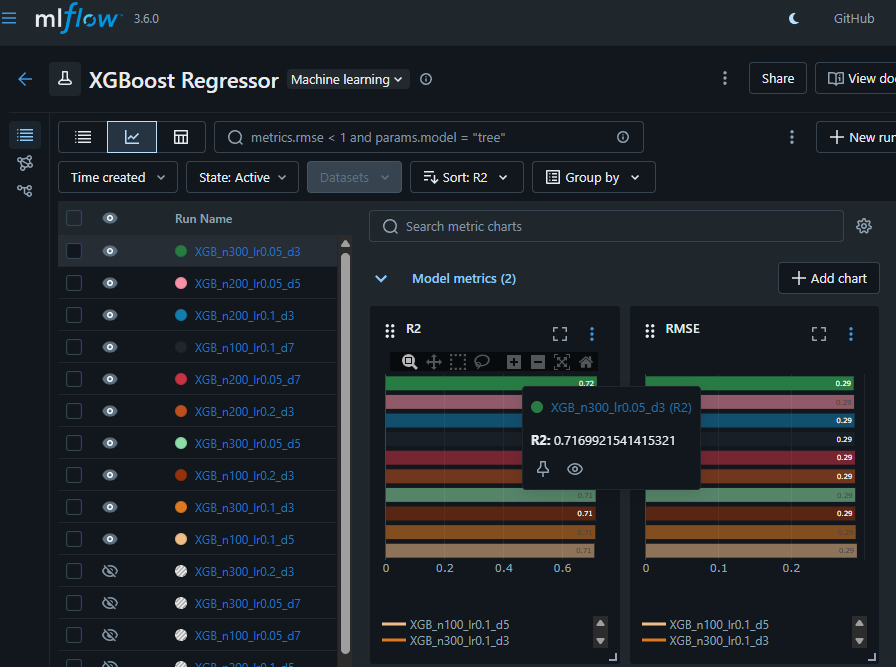 mlflow 3.6.0 GitHub
XGBoost Regressor Machine learning Share View doc
metrics.rmse < 1 and params.model = "tree" New run
Time created State: Active Datasets Sort: R2 Group by
Run Name
XGB_n300_lr0.05_d3
XGB_n200_lr0.05_d5
XGB_n200_lr0.1_d3
XGB_n100_lr0.1_d7
XGB_n200_lr0.05_d7
XGB_n200_lr0.2_d3
XGB_n300_lr0.05_d5
XGB_n100_lr0.2_d3
XGB_n300_lr0.1_d3
XGB_n100_lr0.1_d5
XGB_n300_lr0.2_d3
XGB_n300_lr0.05_d7
XGB_n100_lr0.05_d7
XGB_n200_lr0.1_d5
Search metric charts
Model metrics (2) Add chart
R2
0.72
XGB_n300_lr0.05_d3 (R2)
R2: 0.7169921541415321
0.71
0.71
0.71
0.71
0 0.2 0.4 0.6
XGB_n100_lr0.1_d5
XGB_n300_lr0.1_d3
RMSE
0.29
0.29
0.29
0.29
0.29
0.29
0.29
0.29
0.29
0.29
0 0.1 0.2
XGB_n100_lr0.1_d5
XGB_n300_lr0.1_d3